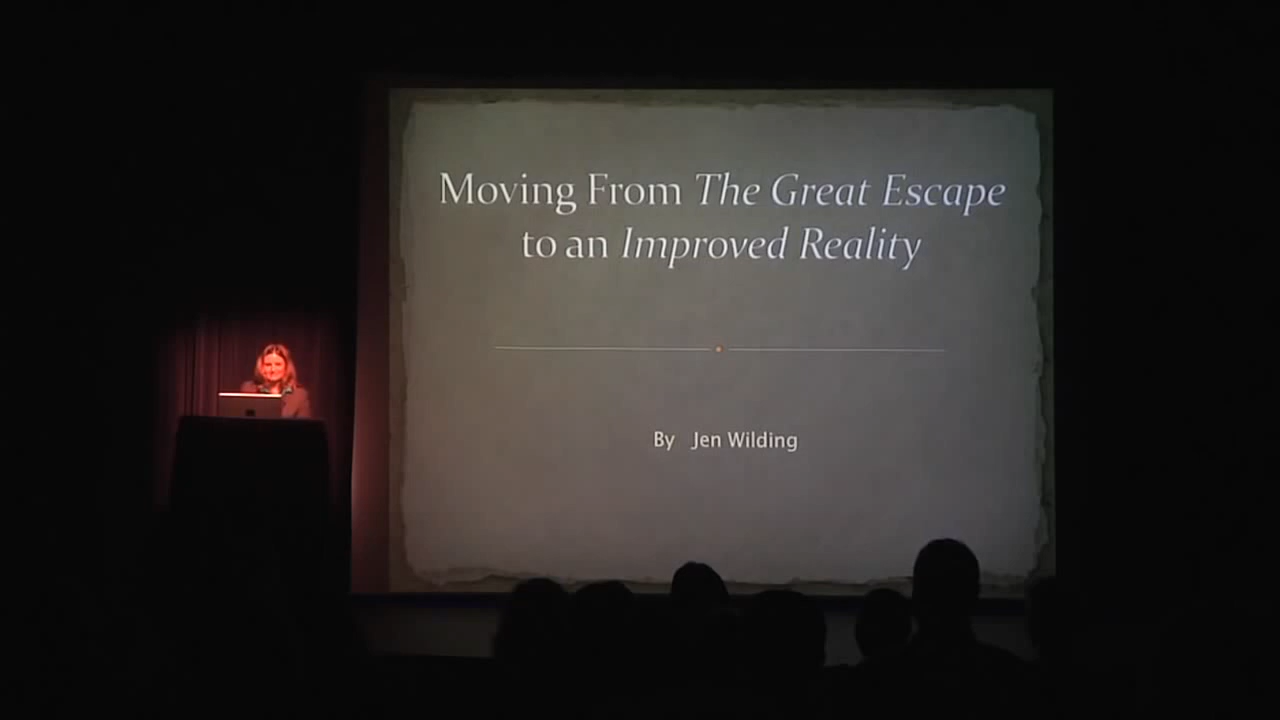 Moving From The Great Escape
to an Improved Reality
By Jen Wilding